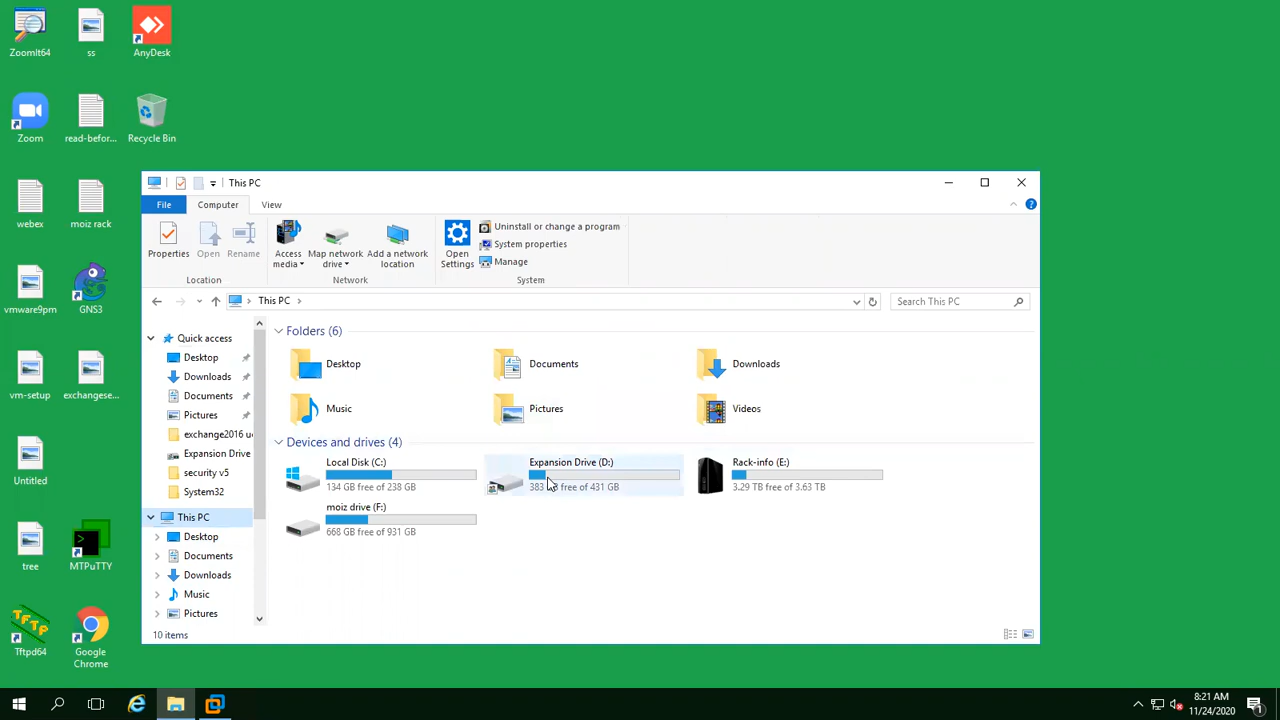 ZoomIt64
ss
AnyDesk
Zoom
read-befor...
Recycle Bin
webex
moiz rack
vmware9pm
GNS3
vm-setup
exchangese...
Untitled
tree
MTPuTTY
Tftpd64
Google
Chrome
This PC
File
Computer
View
Properties
Open
Rename
Access
media
Map network
drive
Add a network
location
Open
Settings
Uninstall or change a program
System properties
Manage
Location
Network
System
This PC
Search This PC
Quick access
Desktop
Downloads
Documents
Pictures
exchange2016 u
Expansion Drive
security v5
System32
This PC
Desktop
Documents
Downloads
Music
Pictures
Folders (6)
Desktop
Documents
Downloads
Music
Pictures
Videos
Devices and drives (4)
Local Disk (C:)
134 GB free of 238 GB
Expansion Drive (D:)
383 free of 431 GB
Rack-info (E:)
3.29 TB free of 3.63 TB
moiz drive (F:)
668 GB free of 931 GB
10 items
8:21 AM
11/24/2020